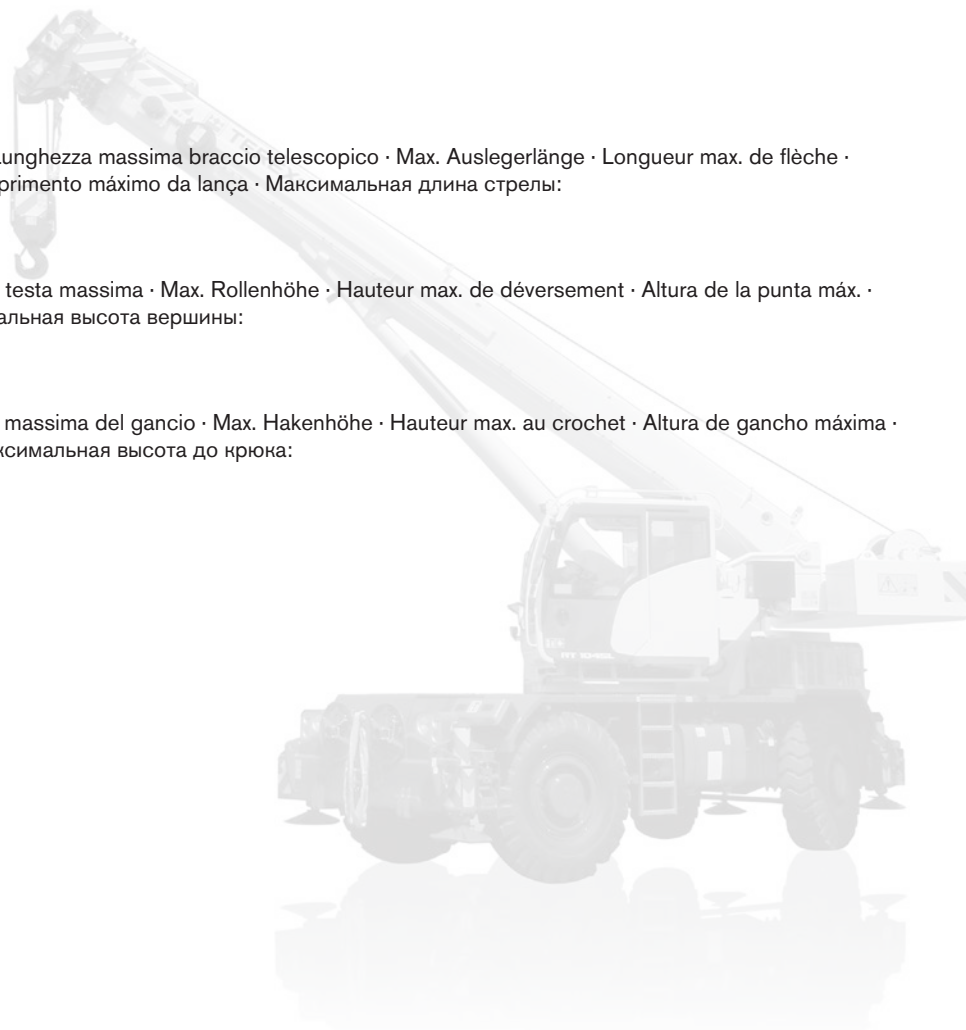 unghezza massima braccio telescopico · Max. Auslegerlänge · Longueur max. de flèche ·
primento máximo da lança · Максимальная длина стрелы:
testa massima · Max. Rollenhöhe · Hauteur max. de déversement · Altura de la punta máx. ·
альная высота вершины:
massima del gancio · Max. Hakenhöhe · Hauteur max. au crochet · Altura de gancho máxima ·
ксимальная высота до крюка: